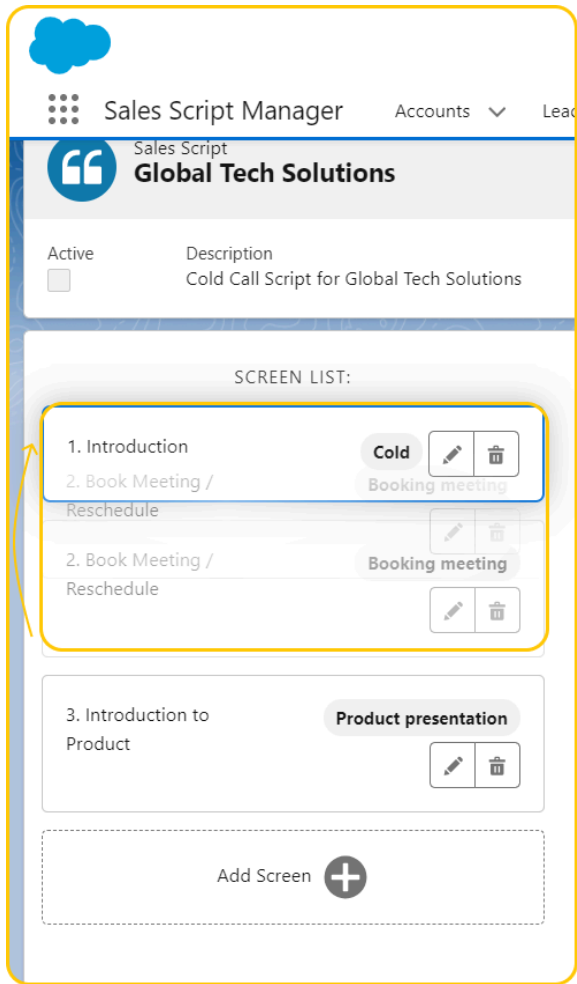 Sales Script Manager Accounts Lead
Sales Script
Global Tech Solutions
Active Description
Cold Call Script for Global Tech Solutions
SCREEN LIST:
1. Introduction Cold
2. Book Meeting / Booking meeting
Reschedule
2. Book Meeting / Booking meeting
Reschedule
3. Introduction to Product presentation
Product
Add Screen